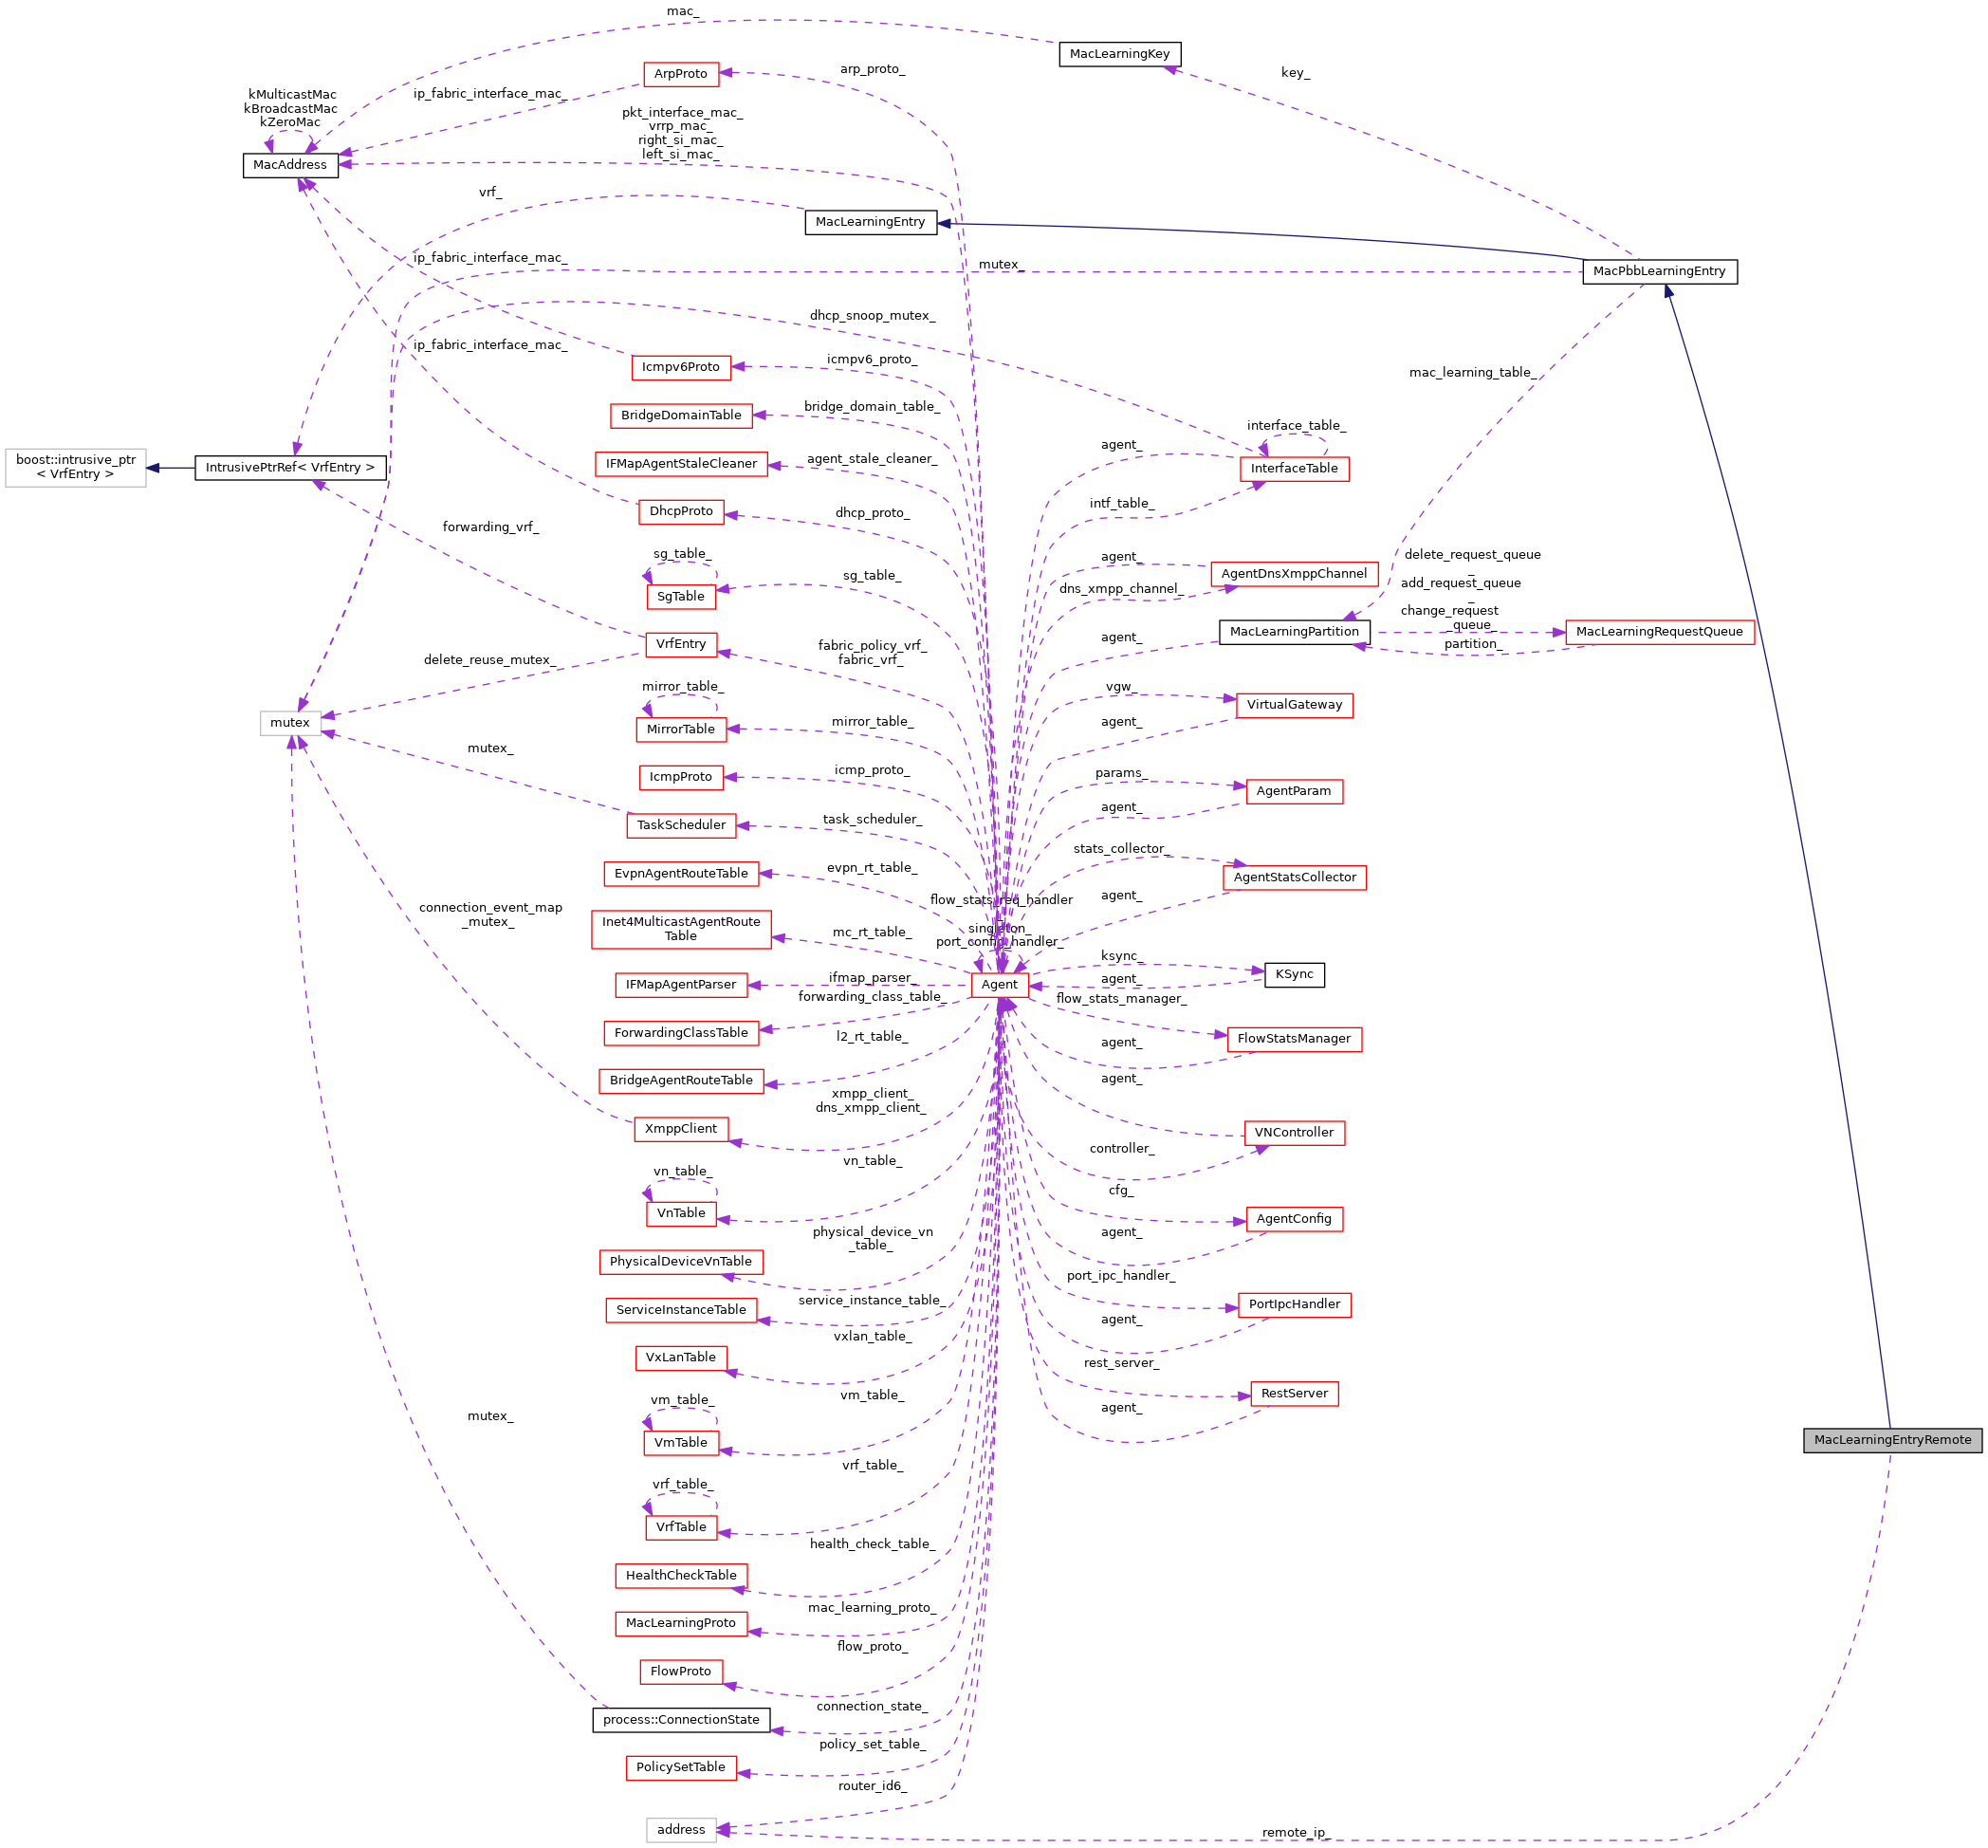 mac_
MacLearningKey
ArpProto
arp_proto_
key_
kMulticastMac
kBroadcastMac
kZeroMac
ip_fabric_interface_mac_
pkt_interface_mac_
vrrp_mac_
right_si_mac_
left_si_mac_
MacAddress
vrf_
MacLearningEntry
ip_fabric_interface_mac_
mutex_
MacPbbLearningEntry
dhcp_snoop_mutex_
ip_fabric_interface_mac_
Icmpv6Proto
icmpv6_proto_
mac_learning_table_
BridgeDomainTable
bridge_domain_table_
interface_table_
agent_
boost::intrusive_ptr
< VrfEntry >
IntrusivePtrRef< VrfEntry >
IFMapAgentStaleCleaner
agent_stale_cleaner_
InterfaceTable
intf_table_
DhcpProto
dhcp_proto_
forwarding_vrf_
sg_table_
agent_
delete_request_queue
_
AgentDnsXmppChannel
SgTable
sg_table_
dns_xmpp_channel_
add_request_queue
_
change_request
_queue_
MacLearningPartition
MacLearningRequestQueue
partition_
VrfEntry
fabric_policy_vrf_
fabric_vrf_
agent_
delete_reuse_mutex_
mirror_table_
vgw_
VirtualGateway
mutex
MirrorTable
mirror_table_
agent_
mutex_
IcmpProto
icmp_proto_
params_
AgentParam
agent_
TaskScheduler
task_scheduler_
stats_collector_
EvpnAgentRouteTable
evpn_rt_table_
AgentStatsCollector
agent_
connection_event_map
_mutex_
Inet4MulticastAgentRoute
Table
mc_rt_table_
flow_stats_req_handler
_
singleton_
port_config_handler_
ksync_
KSync
agent_
IFMapAgentParser
ifmap_parser_
Agent
forwarding_class_table_
flow_stats_manager_
ForwardingClassTable
l2_rt_table_
FlowStatsManager
agent_
BridgeAgentRouteTable
agent_
xmpp_client_
dns_xmpp_client_
XmppClient
VNController
controller_
vn_table_
vn_table_
cfg_
VnTable
AgentConfig
agent_
physical_device_vn
_table_
PhysicalDeviceVnTable
port_ipc_handler_
ServiceInstanceTable
service_instance_table_
PortIpcHandler
agent_
vxlan_table_
VxLanTable
rest_server_
RestServer
agent_
vm_table_
vm_table_
mutex_
VmTable
MacLearningEntryRemote
vrf_table_
vrf_table_
VrfTable
health_check_table_
HealthCheckTable
mac_learning_proto_
MacLearningProto
flow_proto_
FlowProto
connection_state_
process::ConnectionState
policy_set_table_
PolicySetTable
router_id6_
address
remote_ip_